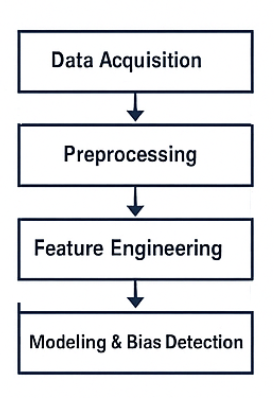 Data Acquisition
Preprocessing
Feature Engineering
Modeling & Bias Detection